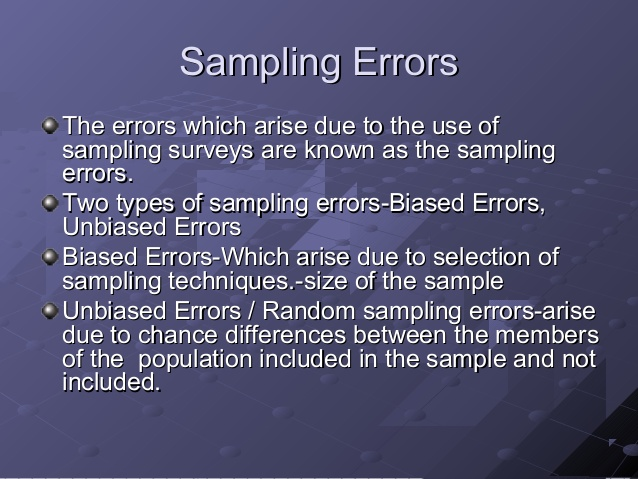 Sampling Errors
The errors which arise due to the use of
sampling surveys are known as the sampling
errors.
Two types of sampling errors-Biased Errors,
Unbiased Errors
Biased Errors-Which arise due to selection of
sampling techniques.-size of the sample
Unbiased Errors / Random sampling errors-arise
due to chance differences between the members
of the  population included in the sample and not
included.